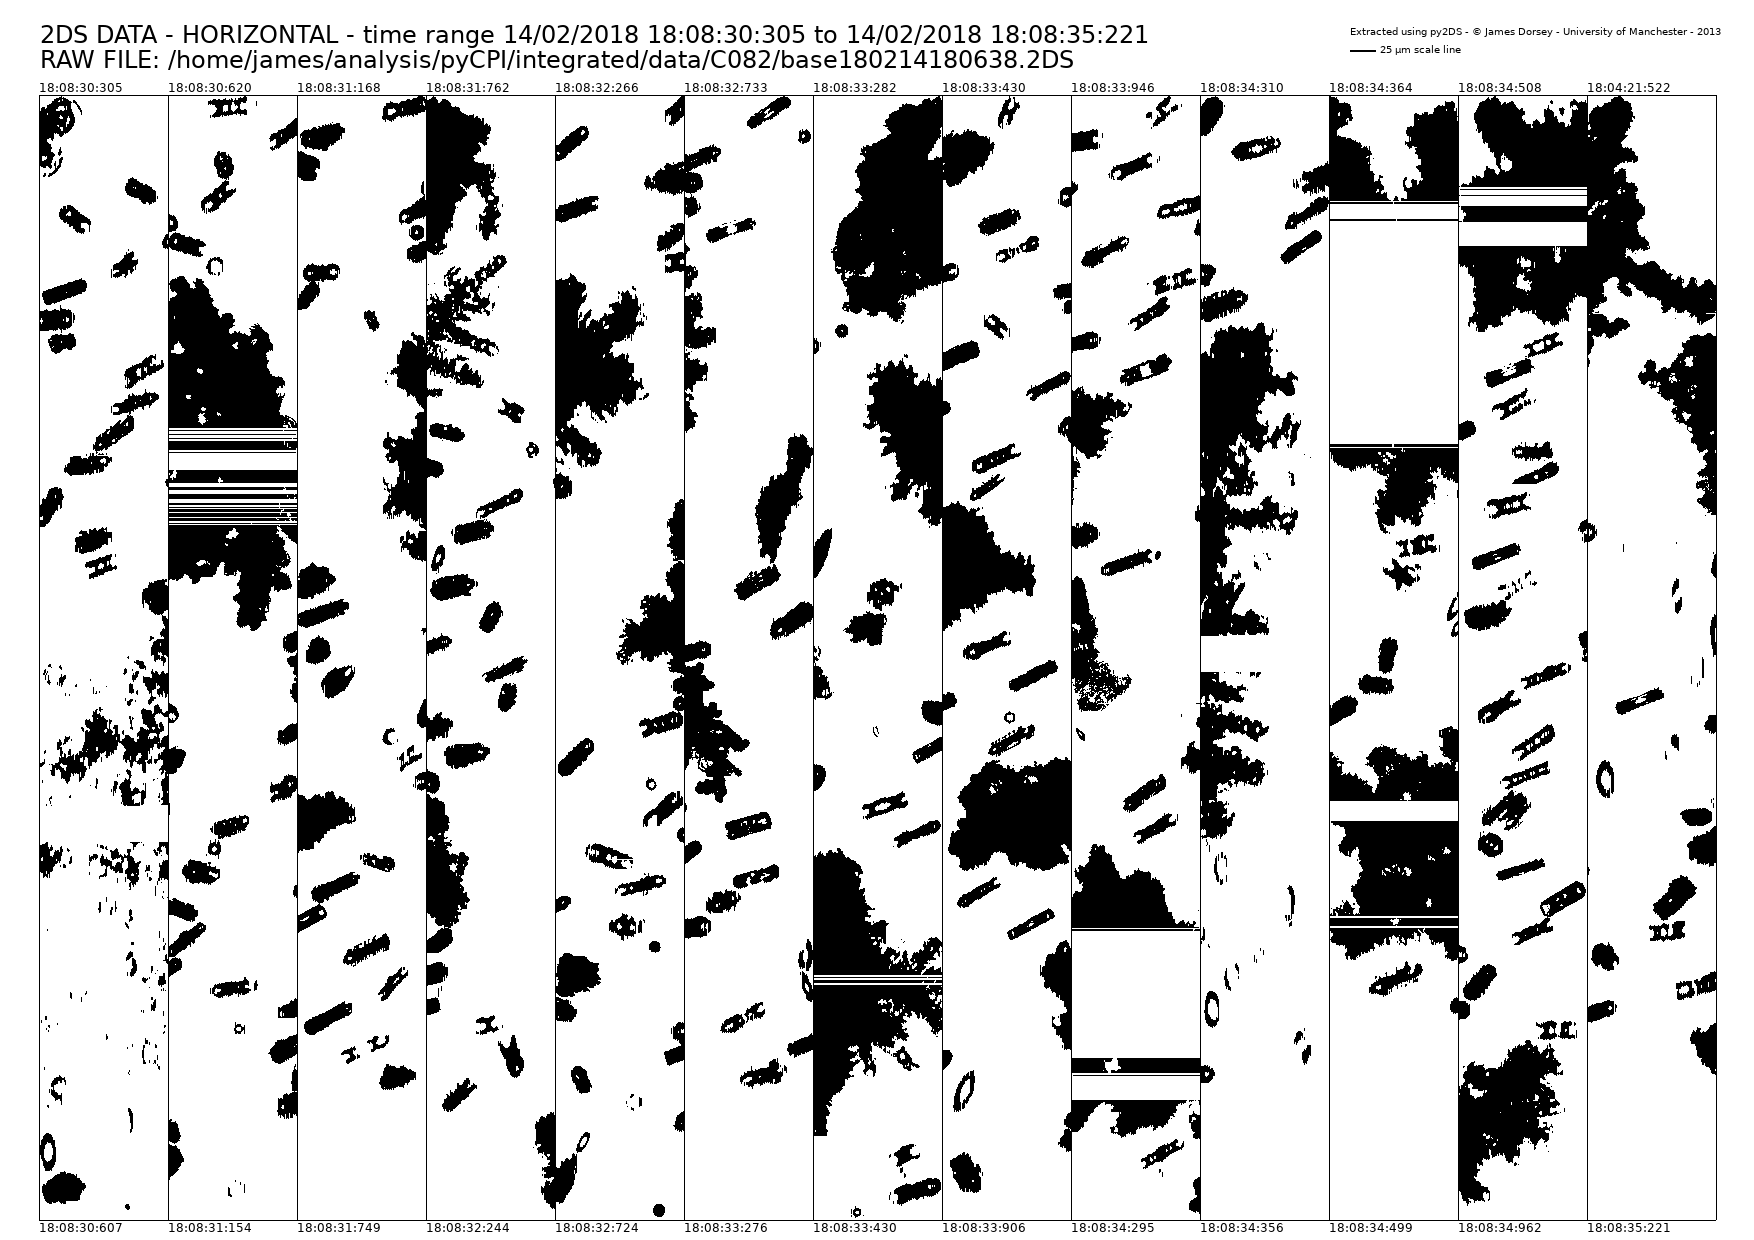 2DS DATA - HORIZONTAL - time range 14/02/2018 18:08:30:305 to 14/02/2018 18:08:35:221
RAW FILE: /home/james/analysis/pyCPI/integrated/data/C082/base180214180638.2DS
Extracted using py2DS - © James Dorsey - University of Manchester - 2013
25 µm scale line
18:08:30:305 18:08:30:620 18:08:31:168 18:08:31:762 18:08:32:266 18:08:32:733 18:08:33:282 18:08:33:430 18:08:33:946 18:08:34:310 18:08:34:364 18:08:34:508 18:04:21:522
18:08:30:607 18:08:31:154 18:08:31:749 18:08:32:244 18:08:32:724 18:08:33:276 18:08:33:430 18:08:33:906 18:08:34:295 18:08:34:356 18:08:34:499 18:08:34:962 18:08:35:221